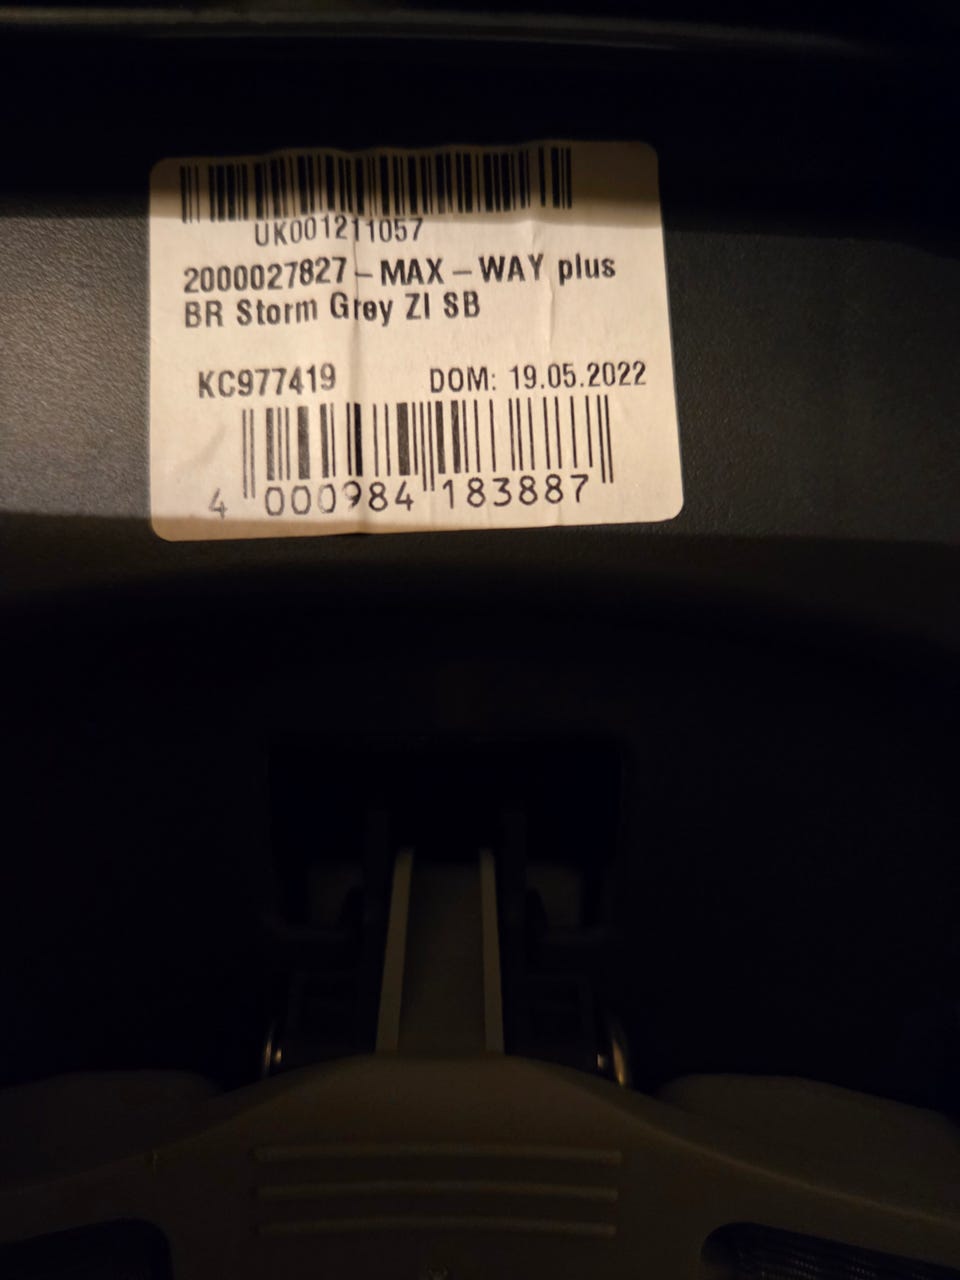 UK001211057
2000027827 – MAX – WAY plus
BR Storm Grey ZI SB
KC977419 DOM: 19.05.2022
4 000984 183887